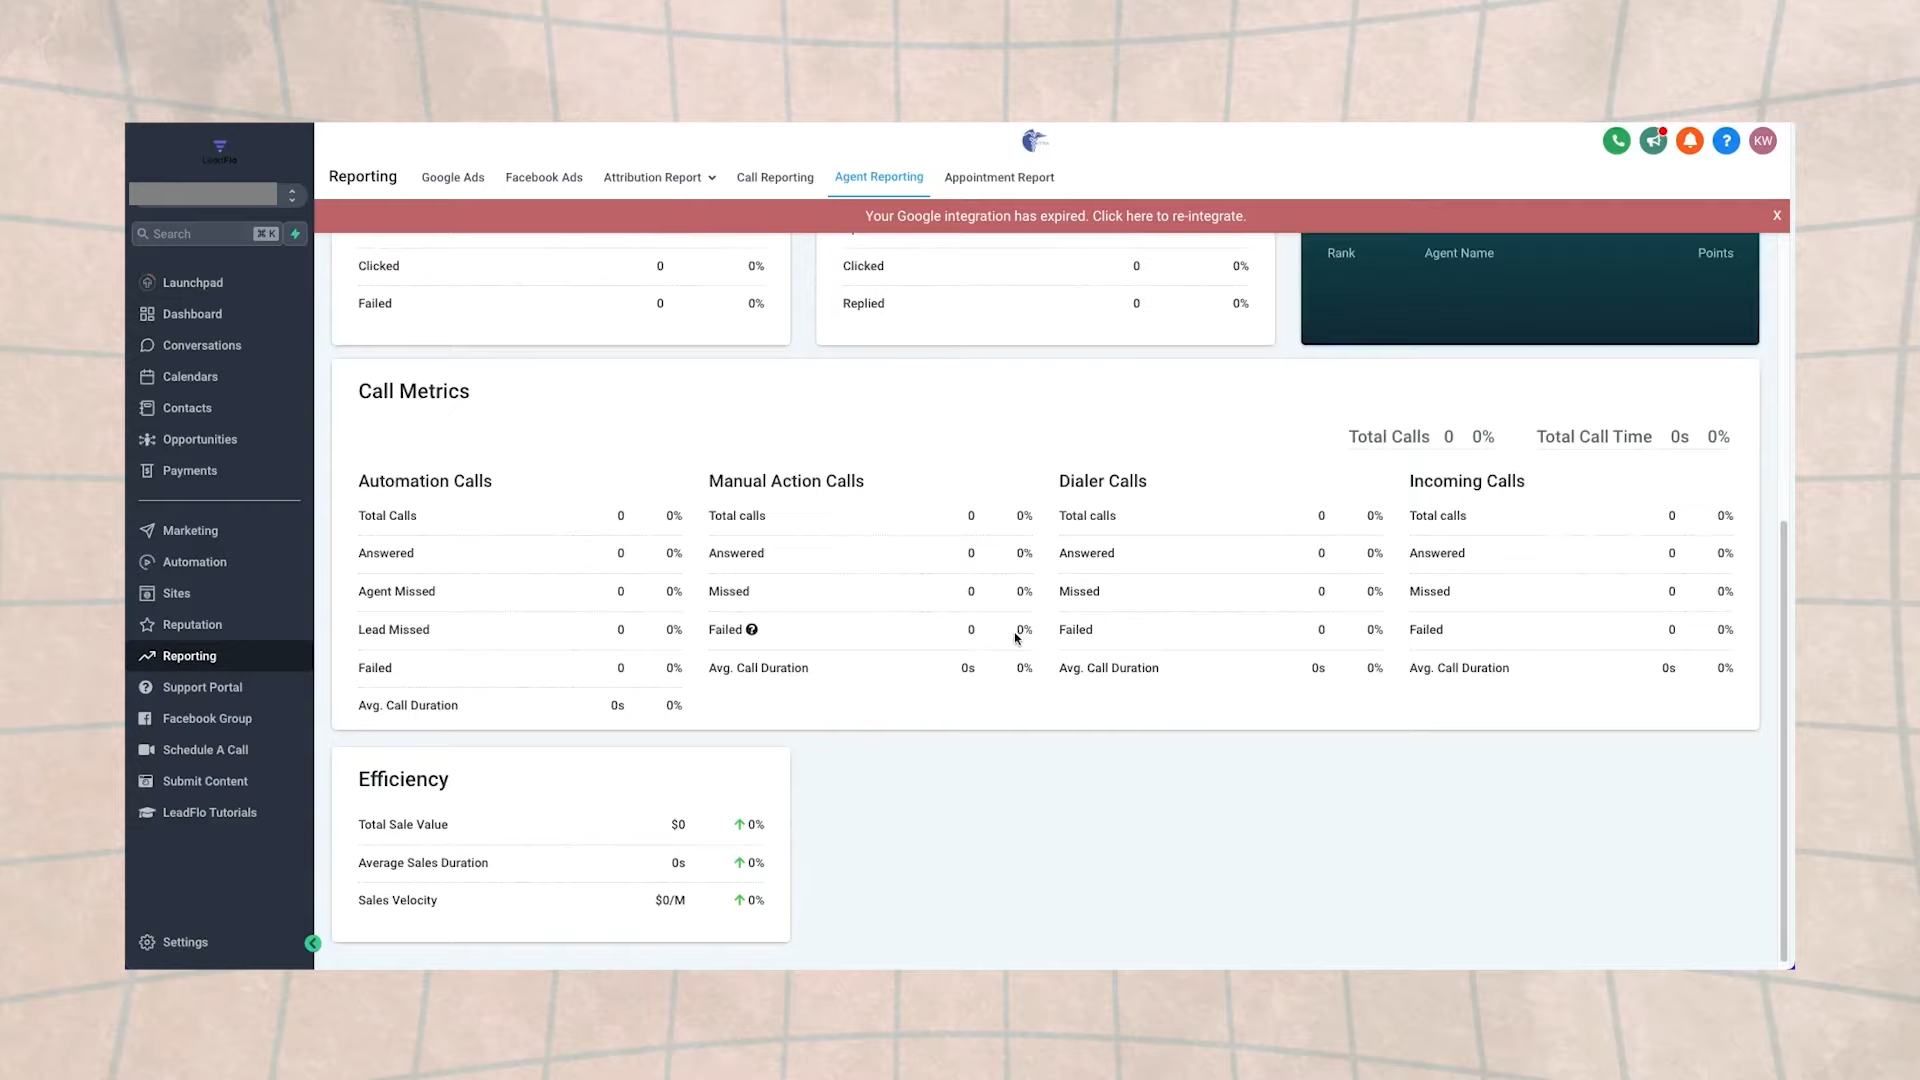 LeadFlo
Search ⌘ K
Launchpad
Dashboard
Conversations
Calendars
Contacts
Opportunities
Payments
Marketing
Automation
Sites
Reputation
Reporting
Support Portal
Facebook Group
Schedule A Call
Submit Content
LeadFlo Tutorials
Settings
Reporting Google Ads Facebook Ads Attribution Report Call Reporting Agent Reporting Appointment Report
KW
Your Google integration has expired. Click here to re-integrate. X
Clicked 0 0%
Failed 0 0%
Clicked 0 0%
Replied 0 0%
Rank Agent Name Points
Call Metrics
Total Calls 0 0% Total Call Time 0s 0%
Automation Calls
Total Calls 0 0%
Answered 0 0%
Agent Missed 0 0%
Lead Missed 0 0%
Failed 0 0%
Avg. Call Duration 0s 0%
Manual Action Calls
Total calls 0 0%
Answered 0 0%
Missed 0 0%
Failed 0 0%
Avg. Call Duration 0s 0%
Dialer Calls
Total calls 0 0%
Answered 0 0%
Missed 0 0%
Failed 0 0%
Avg. Call Duration 0s 0%
Incoming Calls
Total calls 0 0%
Answered 0 0%
Missed 0 0%
Failed 0 0%
Avg. Call Duration 0s 0%
Efficiency
Total Sale Value $0 0%
Average Sales Duration 0s 0%
Sales Velocity $0/M 0%